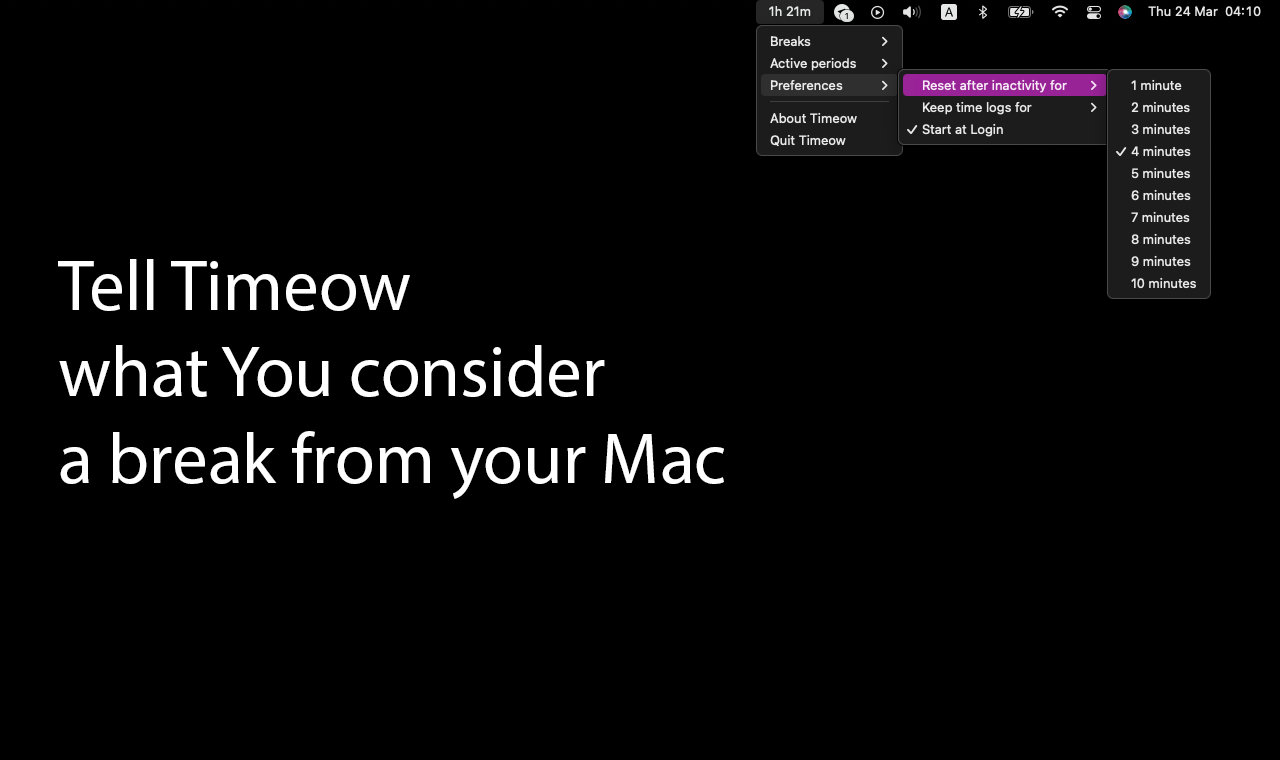 1h 21m
1
A
Thu 24 Mar 04:10
Breaks
Active periods
Preferences
About Timeow
Quit Timeow
Reset after inactivity for
Keep time logs for
Start at Login
1 minute
2 minutes
3 minutes
4 minutes
5 minutes
6 minutes
7 minutes
8 minutes
9 minutes
10 minutes
Tell Timeow
what You consider
a break from your Mac